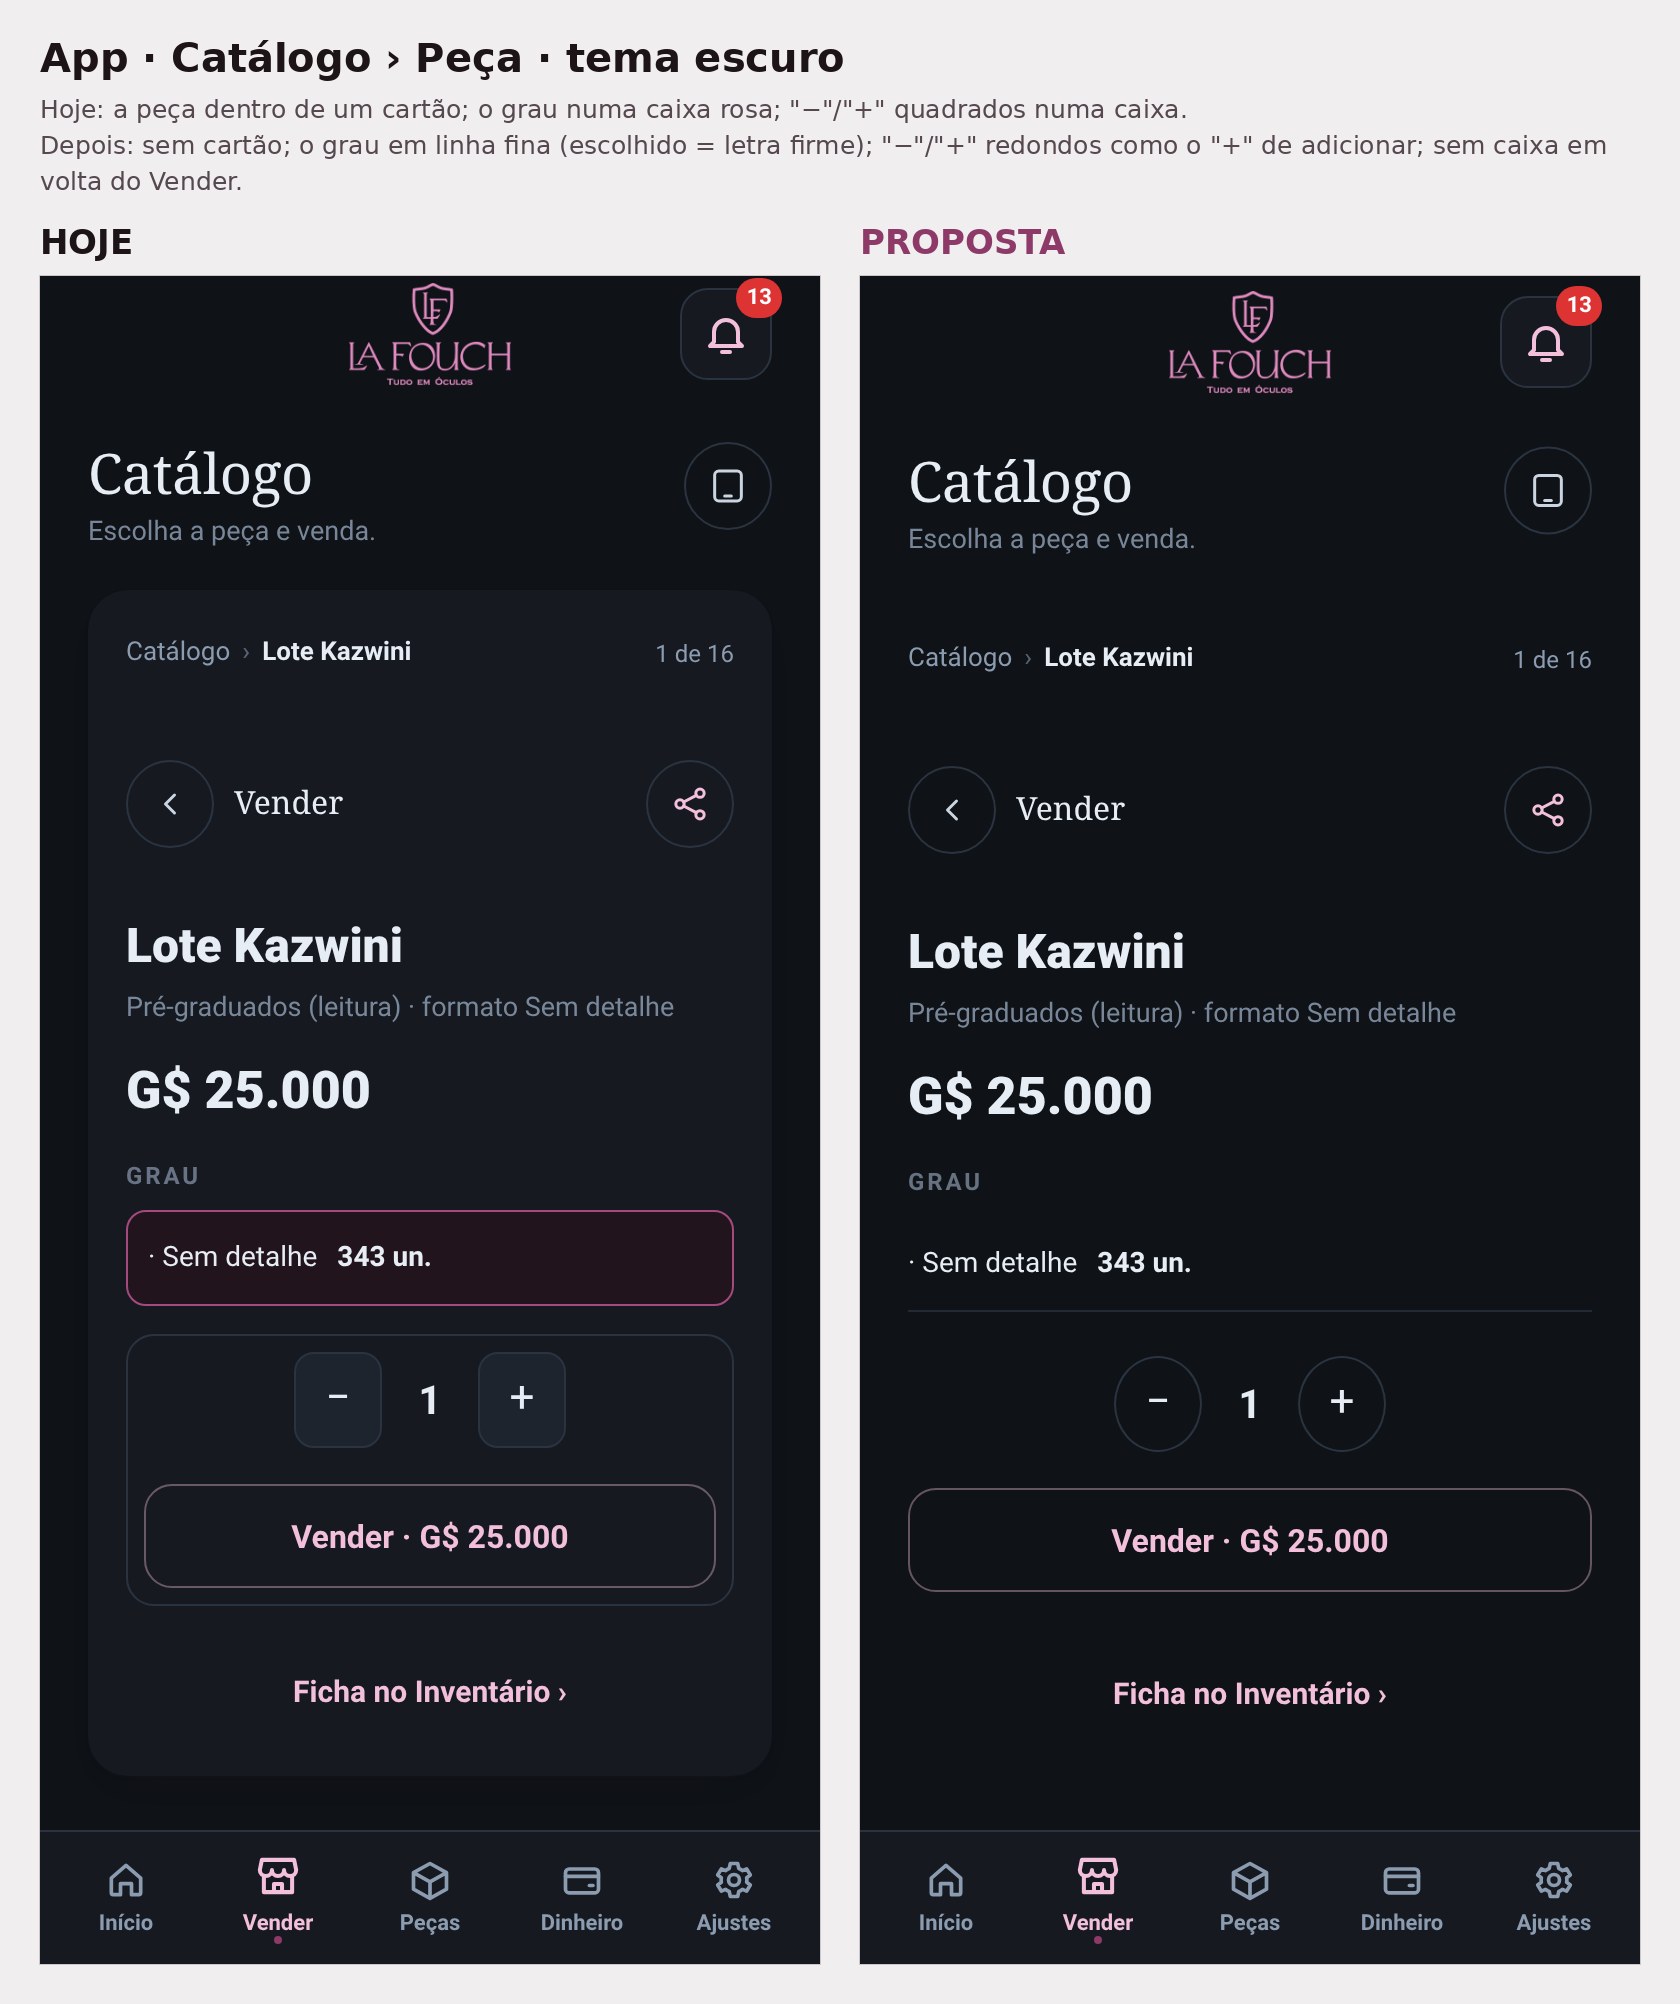 App · Catálogo › Peça · tema escuro
Hoje: a peça dentro de um cartão; o grau numa caixa rosa; "−"/"+" quadrados numa caixa.
Depois: sem cartão; o grau em linha fina (escolhido = letra firme); "−"/"+" redondos como o "+" de adicionar; sem caixa em
volta do Vender.
HOJE
13
LF
LA FOUCH
TUDO EM ÓCULOS
Catálogo
Escolha a peça e venda.
Catálogo › Lote Kazwini
1 de 16
Vender
Lote Kazwini
Pré-graduados (leitura) · formato Sem detalhe
G$ 25.000
GRAU
· Sem detalhe 343 un.
− 1 +
Vender · G$ 25.000
Ficha no Inventário ›
Início
Vender
Peças
Dinheiro
Ajustes
PROPOSTA
13
LF
LA FOUCH
TUDO EM ÓCULOS
Catálogo
Escolha a peça e venda.
Catálogo › Lote Kazwini
1 de 16
Vender
Lote Kazwini
Pré-graduados (leitura) · formato Sem detalhe
G$ 25.000
GRAU
· Sem detalhe 343 un.
− 1 +
Vender · G$ 25.000
Ficha no Inventário ›
Início
Vender
Peças
Dinheiro
Ajustes